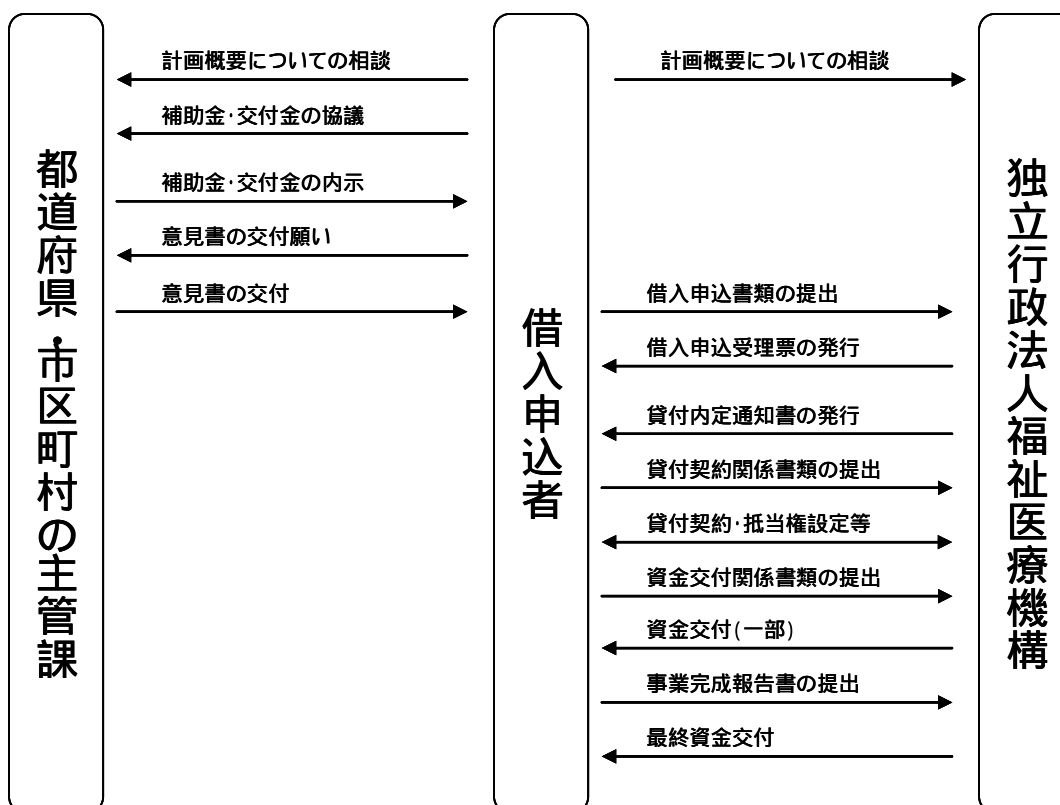 都道府県・市区町村の主管課
計画概要についての相談
補助金・交付金の協議
補助金・交付金の内示
意見書の交付願い
意見書の交付
借入申込者
計画概要についての相談
借入申込書類の提出
借入申込受理票の発行
貸付内定通知書の発行
貸付契約関係書類の提出
貸付契約・抵当権設定等
資金交付関係書類の提出
資金交付(一部)
事業完成報告書の提出
最終資金交付
独立行政法人福祉医療機構